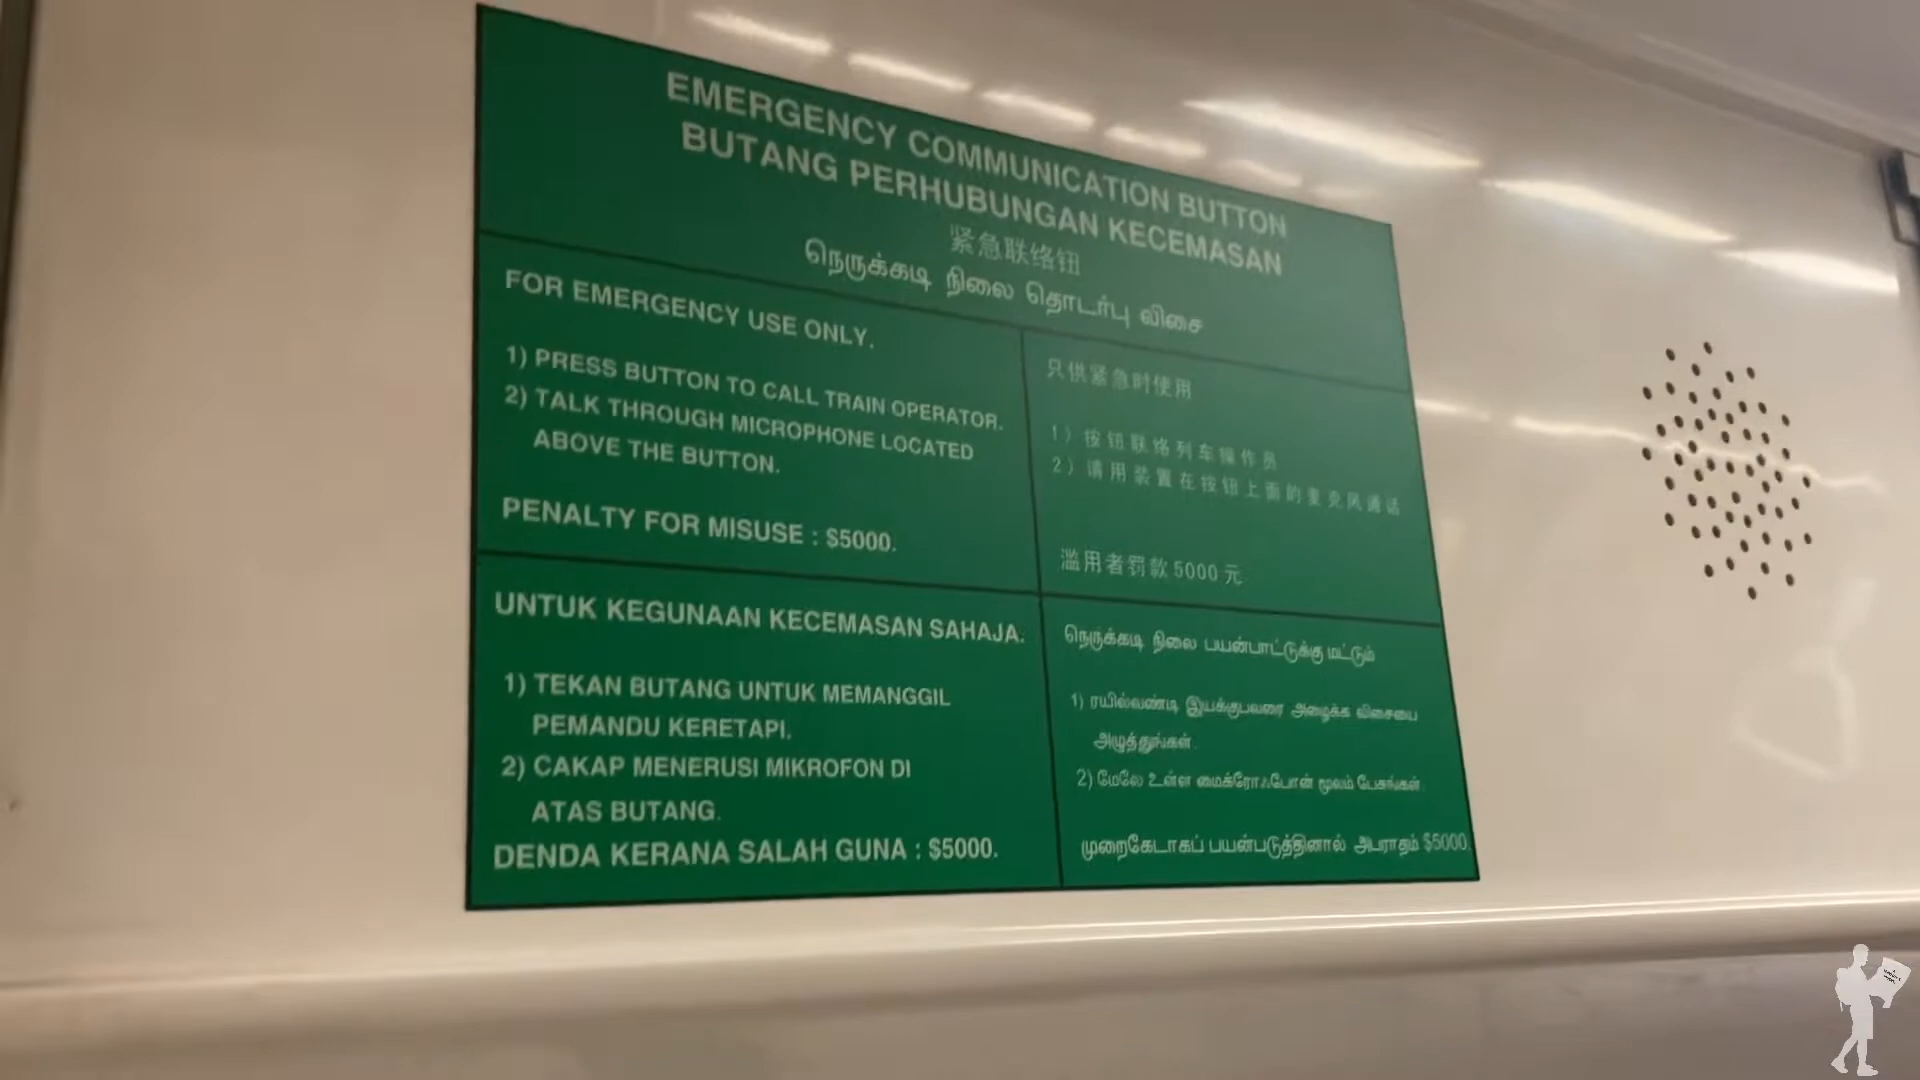 EMERGENCY COMMUNICATION BUTTON
BUTANG PERHUBUNGAN KECEMASAN
紧急联络钮
நெருக்கடி நிலை தொடர்பு விசை
FOR EMERGENCY USE ONLY.
1) PRESS BUTTON TO CALL TRAIN OPERATOR.
2) TALK THROUGH MICROPHONE LOCATED
ABOVE THE BUTTON.
PENALTY FOR MISUSE : $5000.
只供紧急时使用
1) 按钮联络列车操作员
2) 请用装置在按钮上面的麦克风通话
滥用者罚款 5000 元
UNTUK KEGUNAAN KECEMASAN SAHAJA.
1) TEKAN BUTANG UNTUK MEMANGGIL
PEMANDU KERETAPI.
2) CAKAP MENERUSI MIKROFON DI
ATAS BUTANG.
DENDA KERANA SALAH GUNA : $5000.
நெருக்கடி நிலை பயன்பாட்டுக்கு மட்டும்
1) ரயில்வண்டி இயக்குபவரை அழைக்க விசையை
அழுத்துங்கள்.
2) மேலே உள்ள மைக்ரோஃபோன் மூலம் பேசுங்கள்.
முறைகேடாகப் பயன்படுத்தினால் அபராதம் $5000.